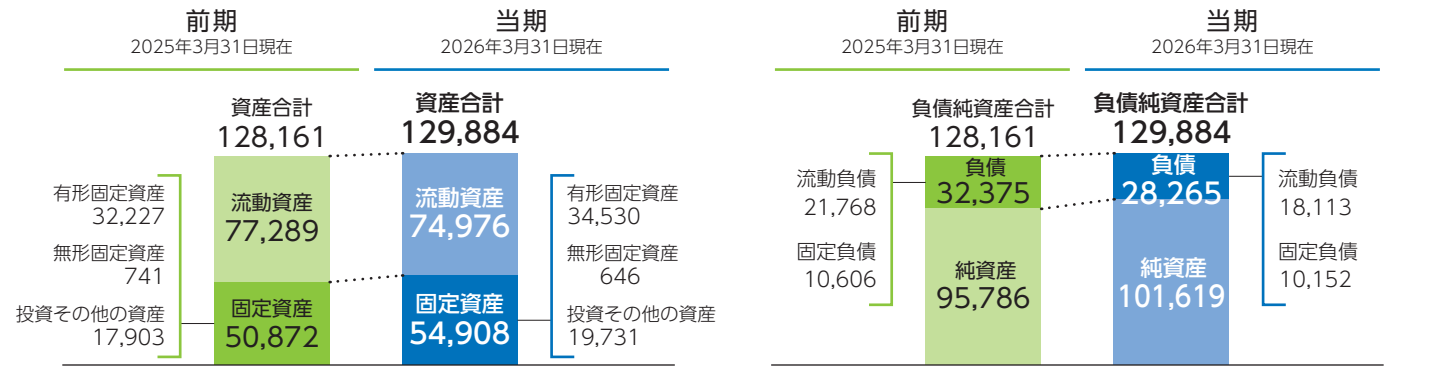 前期
2025年3月31日現在
当期
2026年3月31日現在
資産合計
128,161
資産合計
129,884
有形固定資産
32,227
無形固定資産
741
投資その他の資産
17,903
流動資産
77,289
固定資産
50,872
流動資産
74,976
固定資産
54,908
有形固定資産
34,530
無形固定資産
646
投資その他の資産
19,731
前期
2025年3月31日現在
当期
2026年3月31日現在
負債純資産合計
128,161
負債純資産合計
129,884
流動負債
21,768
固定負債
10,606
負債
32,375
純資産
95,786
負債
28,265
純資産
101,619
流動負債
18,113
固定負債
10,152